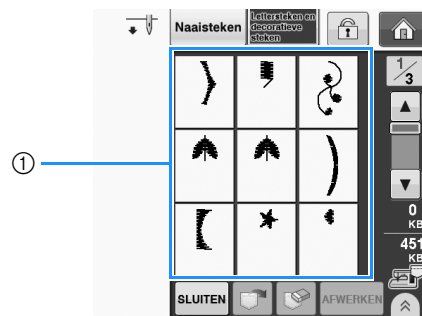 Naaisteken
Lettersteken en
decoratieve
steken
1/3
①
0
KB
451
KB
SLUITEN
AFWERKEN